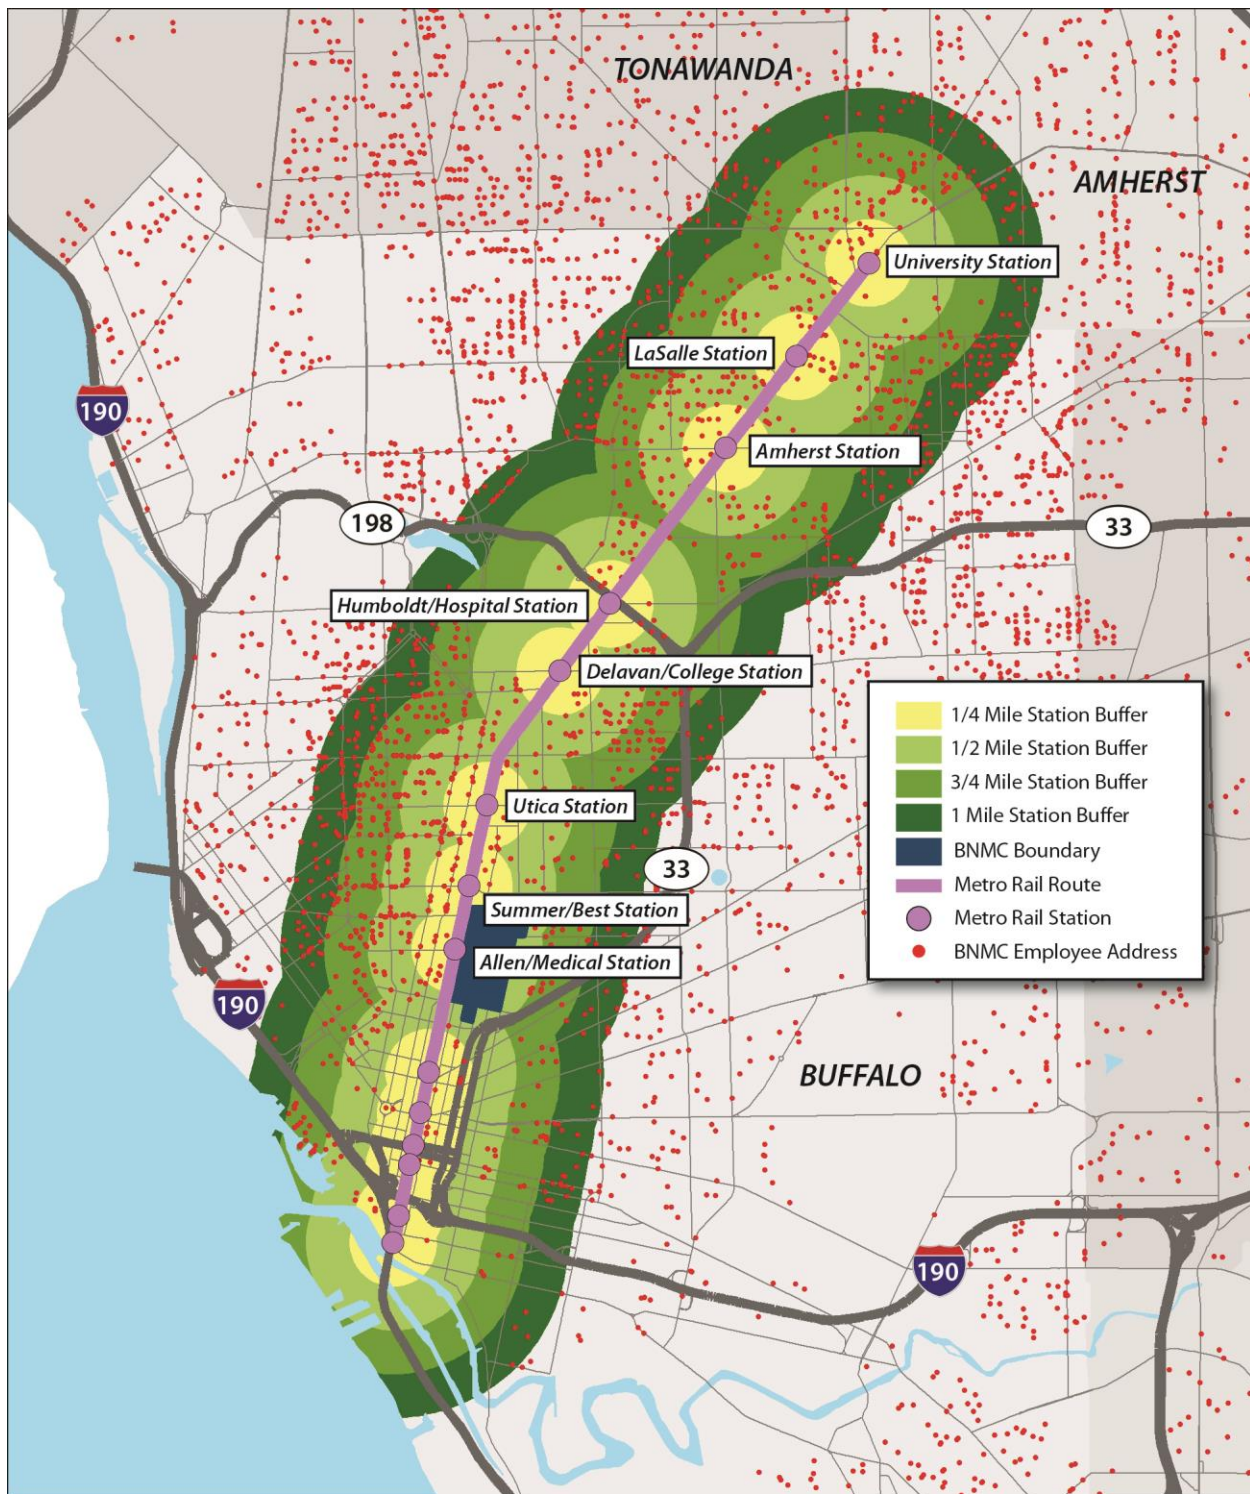 TONAWANDA
AMHERST
University Station
LaSalle Station
190
Amherst Station
198
33
Humboldt/Hospital Station
Delavan/College Station
1/4 Mile Station Buffer
1/2 Mile Station Buffer
3/4 Mile Station Buffer
1 Mile Station Buffer
BNMC Boundary
Metro Rail Route
Metro Rail Station
BNMC Employee Address
Utica Station
33
Summer/Best Station
Allen/Medical Station
190
BUFFALO
190